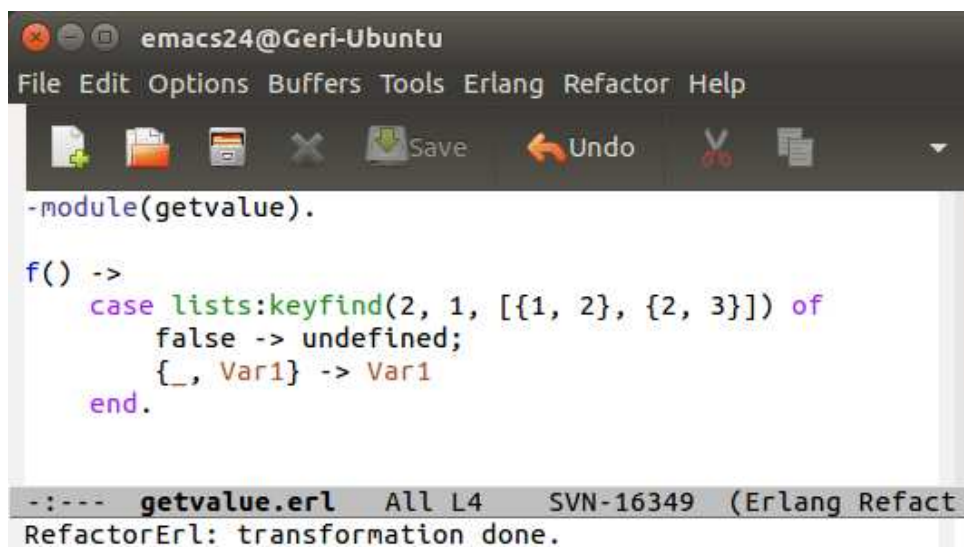 emacs24@Geri-Ubuntu
File Edit Options Buffers Tools Erlang Refactor Help
Save Undo
-module(getvalue).
f() ->
    case lists:keyfind(2, 1, [{1, 2}, {2, 3}]) of
        false -> undefined;
        {_, Var1} -> Var1
    end.
-:--- getvalue.erl All L4 SVN-16349 (Erlang Refact
RefactorErl: transformation done.